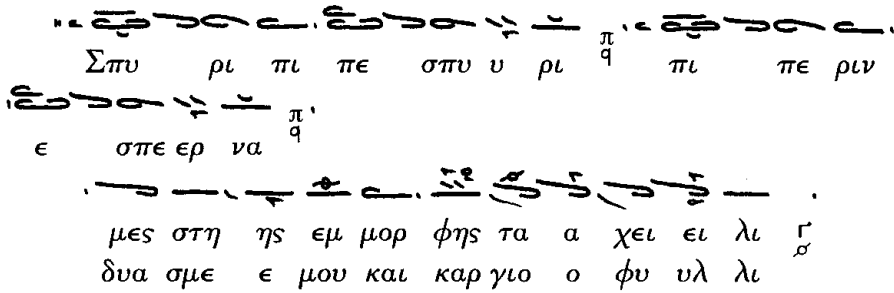 Σπυ ρι πι πε σπυ υ ρι π q πι πε ριν
ε σπε ερ να π q
μες στη ης εμ μορ φης τα α χει ει λι Γ
δυα σμε ε μου και καρ γιο ο φυ υλ λι